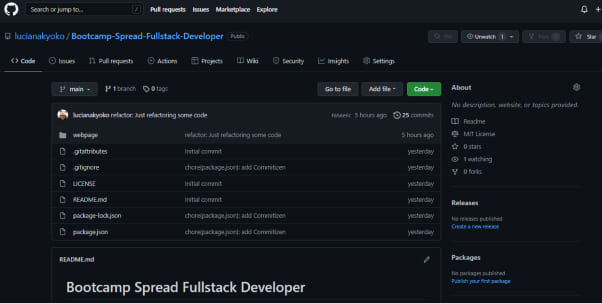 Search or jump to... /
Pull requests Issues Marketplace Explore
lucianakyoko / Bootcamp-Spread-Fullstack-Developer Public
Pin Unwatch 1 Fork 0 Star
Code Issues Pull requests Actions Projects Wiki Security Insights Settings
main 1 branch 0 tags Go to file Add file Code
lucianakyoko refactor: Just refactoring some code 5 hours ago 25 commits
webpage refactor: Just refactoring some code 5 hours ago
.gitattributes Initial commit yesterday
.gitignore chore(package.json): add Commitizen yesterday
LICENSE Initial commit yesterday
README.md Initial commit yesterday
package-lock.json chore(package.json): add Commitizen yesterday
package.json chore(package.json): add Commitizen yesterday
README.md
Bootcamp Spread Fullstack Developer
About
No description, website, or topics provided.
Readme
MIT License
0 stars
1 watching
0 forks
Releases
No releases published
Create a new release
Packages
No packages published
Publish your first package